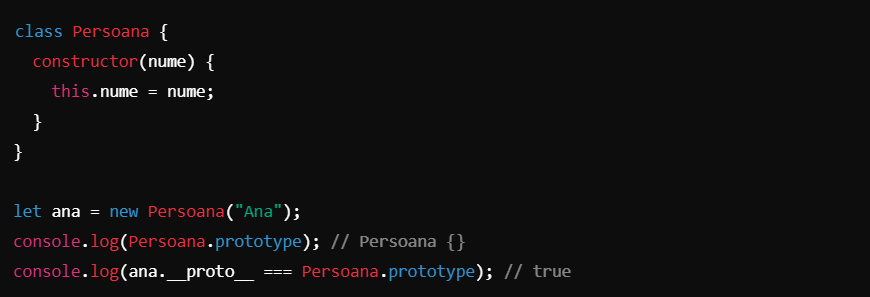 class Persoana {
  constructor(nume) {
    this.nume = nume;
  }
}

let ana = new Persoana("Ana");
console.log(Persoana.prototype); // Persoana {}
console.log(ana.__proto__ === Persoana.prototype); // true